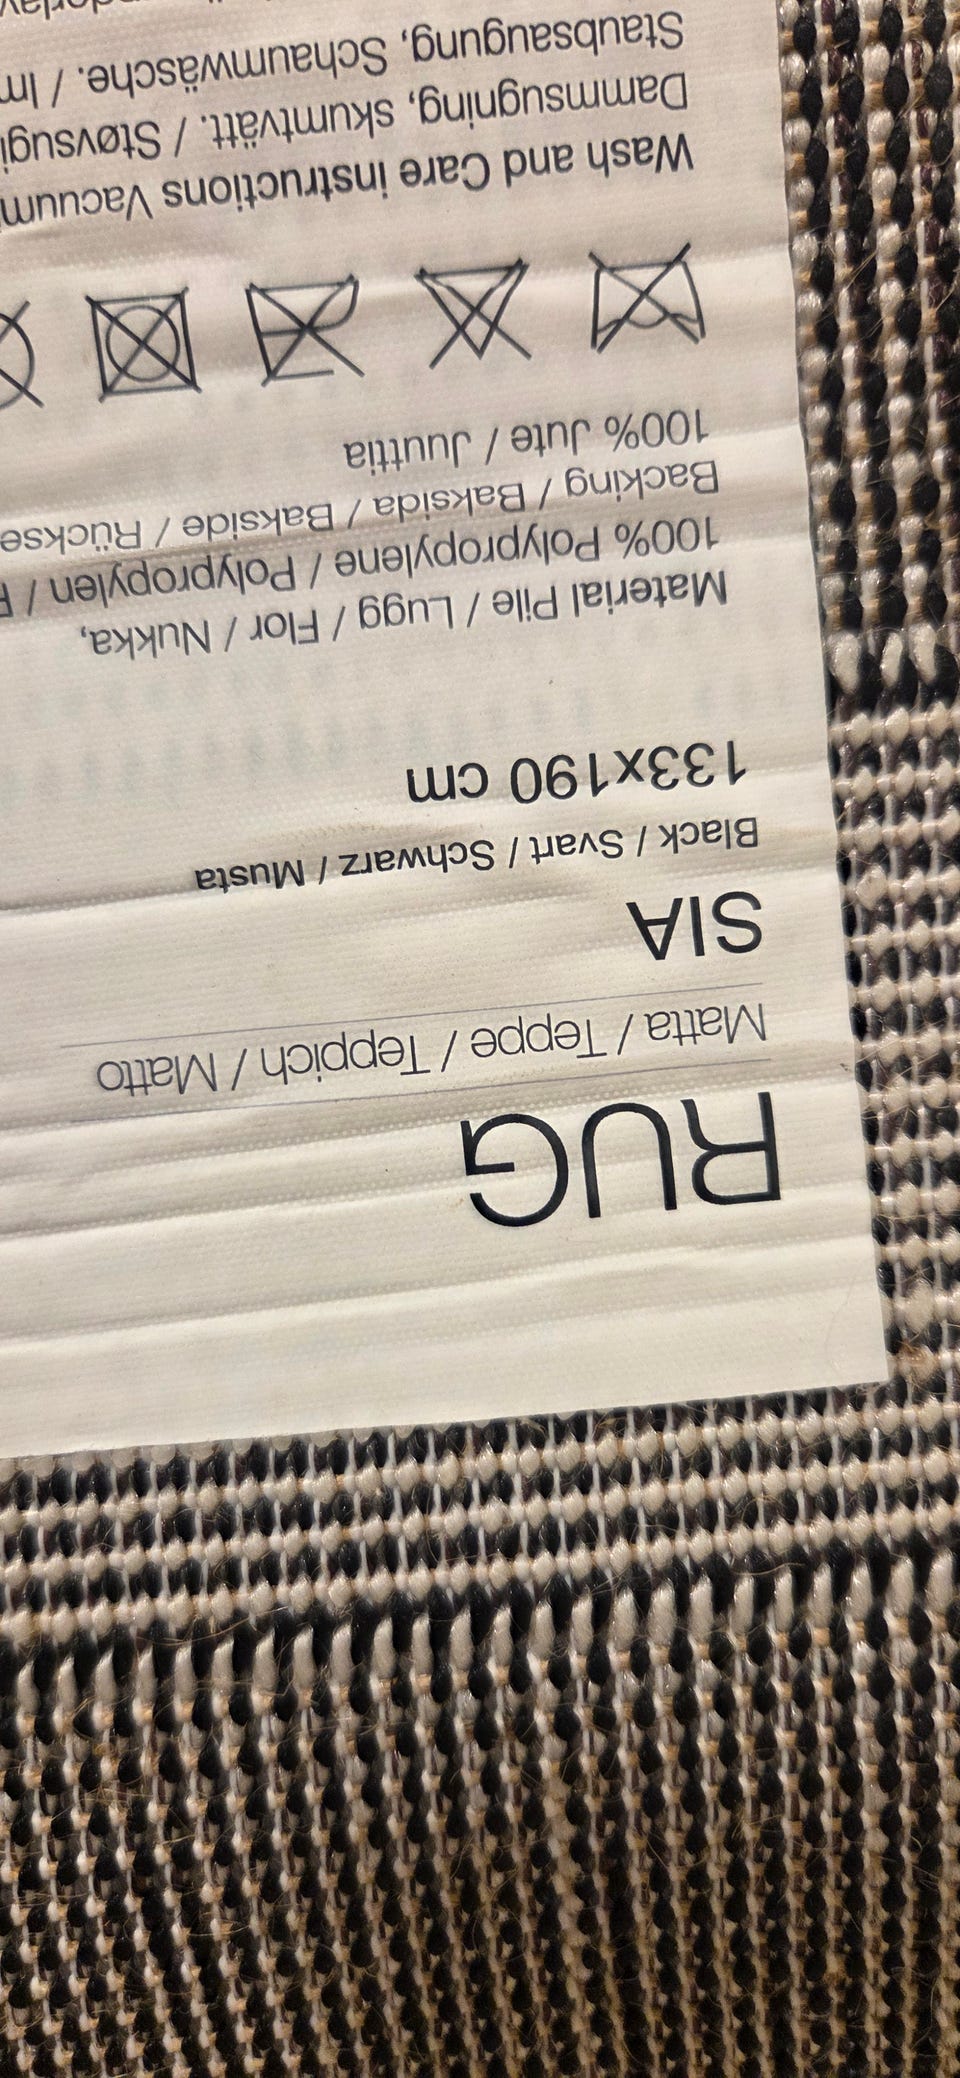 RUG
Matta / Teppe / Teppich / Matto
SIA
Black / Svart / Schwarz / Musta
133x190 cm
Material Pile / Lugg / Flor / Nukka,
100% Polypropylene / Polypropylen /
Backing / Baksida / Bakside / Rückse
100% Jute / Juuttia
Wash and Care instructions Vacuum
Dammsugning, skumtvätt. / Støvsugi
Staubsaugung, Schaumwäsche. / Im